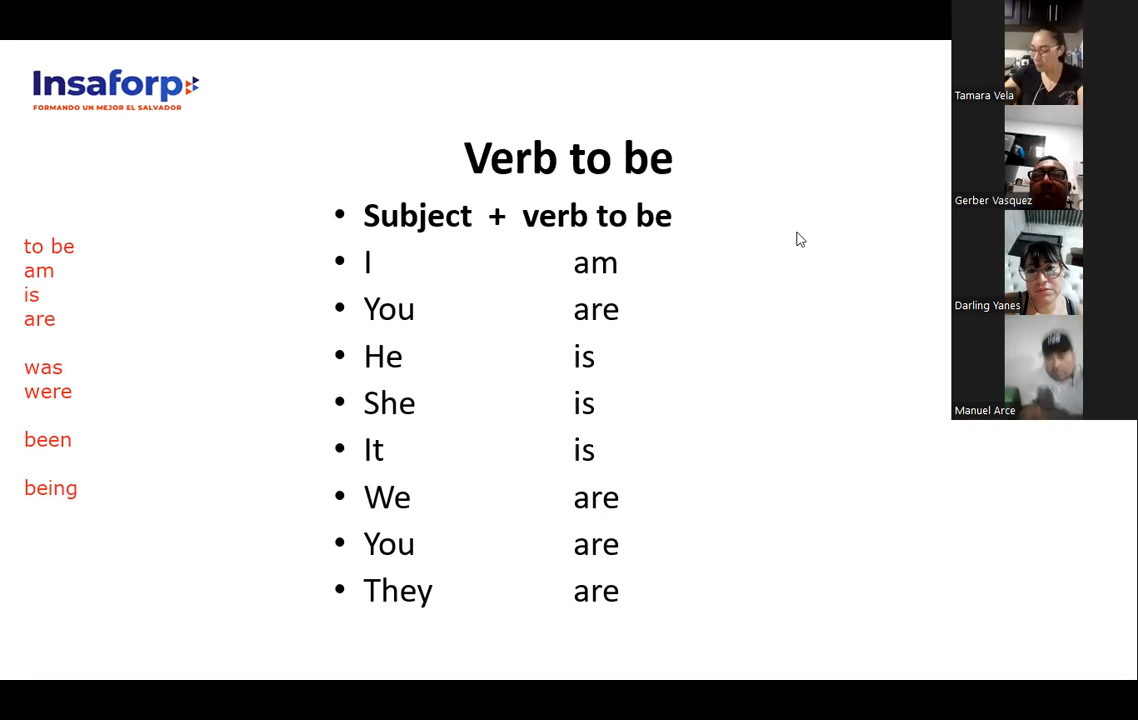 Insaforp
FORMANDO UN MEJOR EL SALVADOR
Verb to be
• Subject + verb to be
• I am
• You are
• He is
• She is
• It is
• We are
• You are
• They are
to be
am
is
are
was
were
been
being
Tamara Vela
Gerber Vasquez
Darling Yanes
Manuel Arce